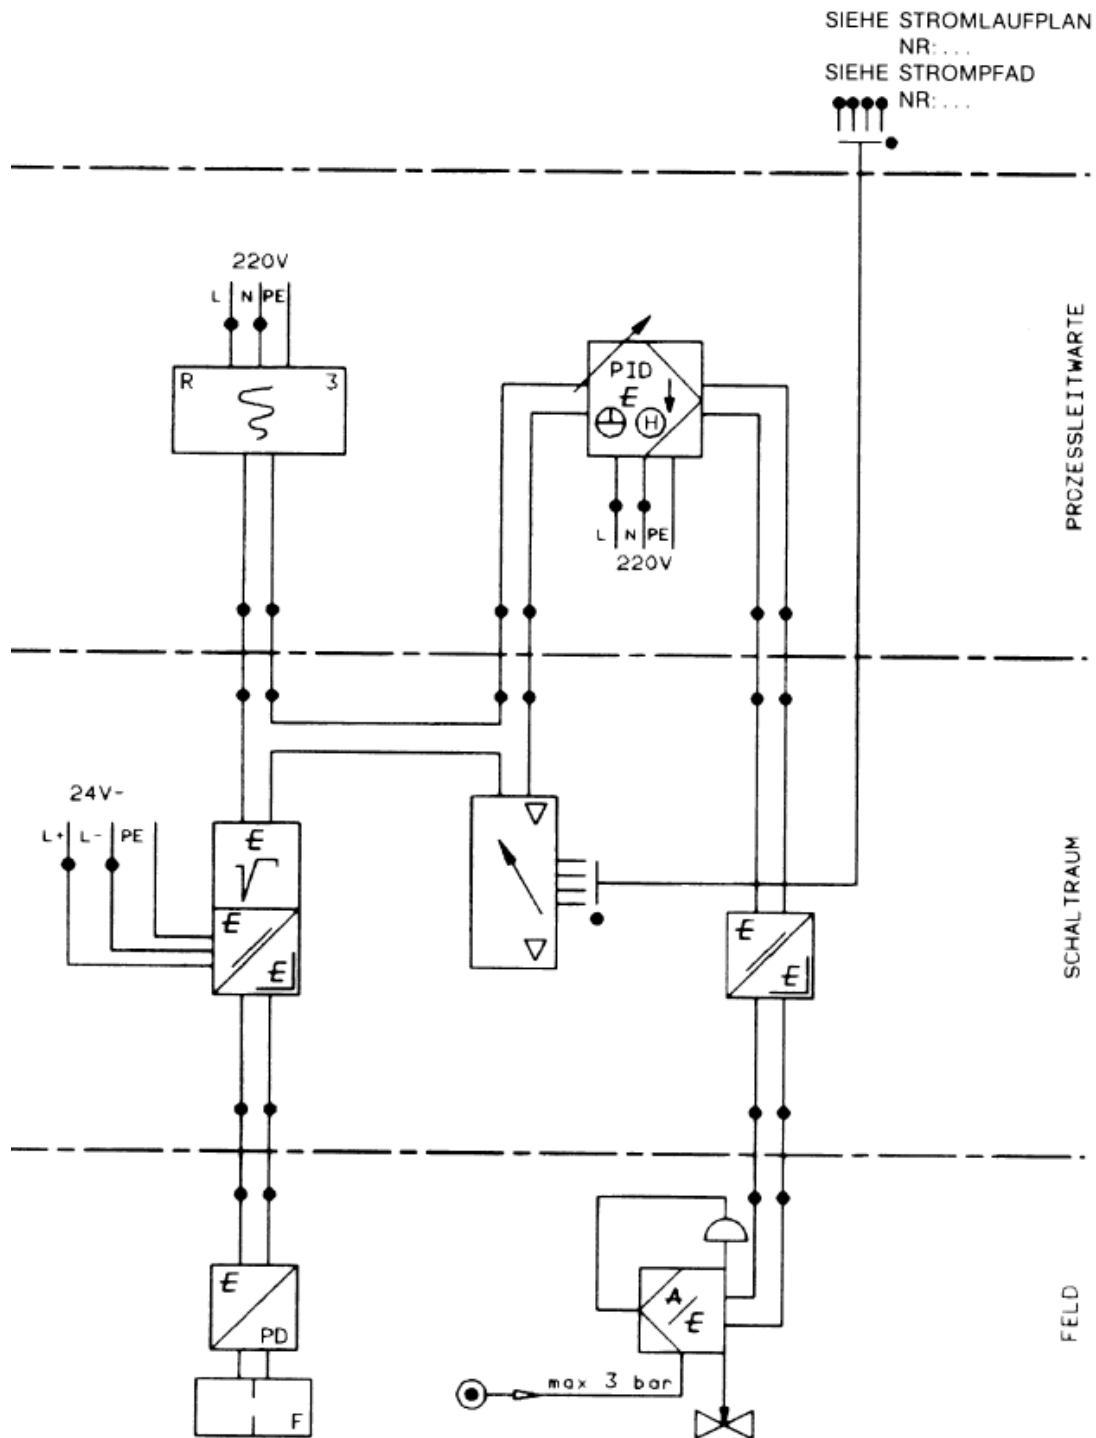 SIEHE STROMLAUFPLAN
NR:...
SIEHE STROMPFAD
NR:...
220V
L N PE
R 3
PID
E
H
L N PE
220V
PROZESSLEITWARTE
24V-
L+ L- PE
E
E
E
E
E
SCHALTRAUM
E
PD
F
A
E
max 3 bar
FELD